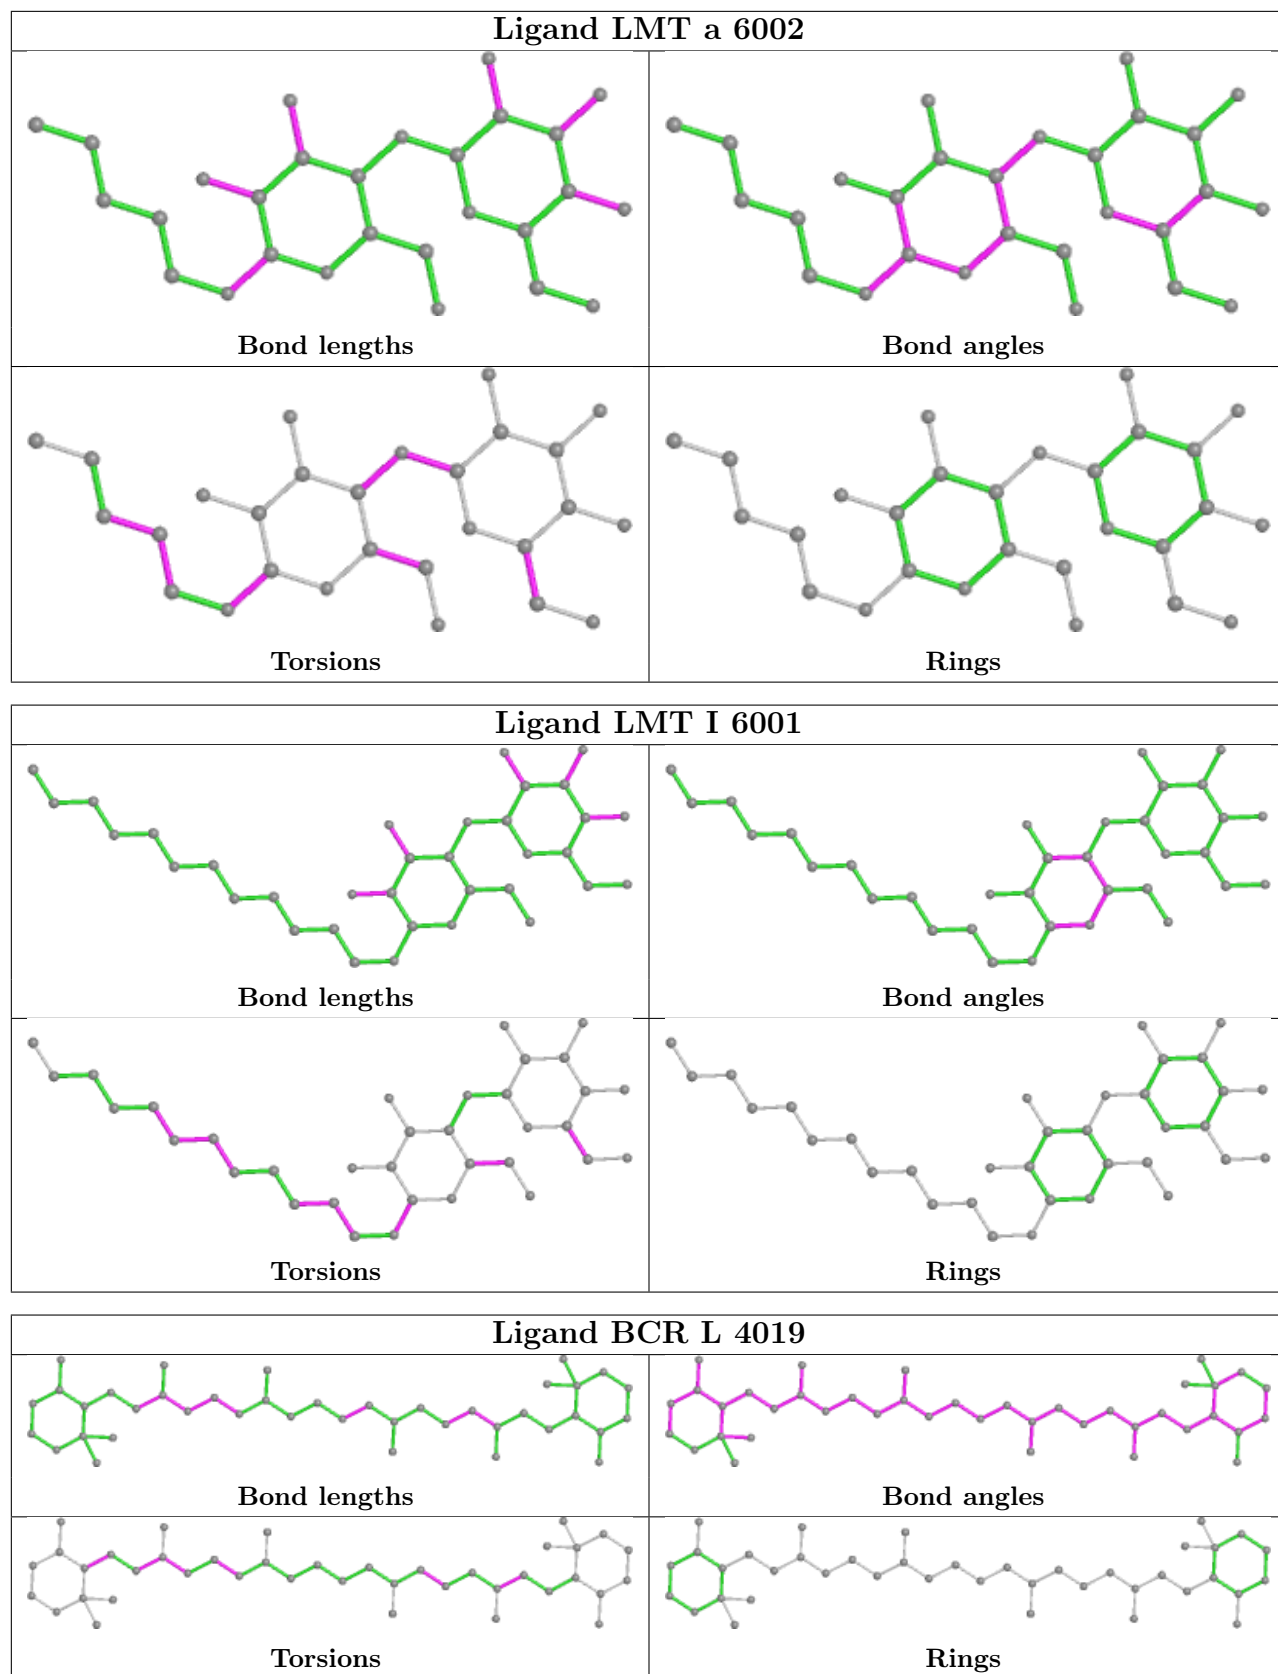 Ligand LMT a 6002
Bond lengths
Bond angles
Torsions
Rings
Ligand LMT I 6001
Bond lengths
Bond angles
Torsions
Rings
Ligand BCR L 4019
Bond lengths
Bond angles
Torsions
Rings